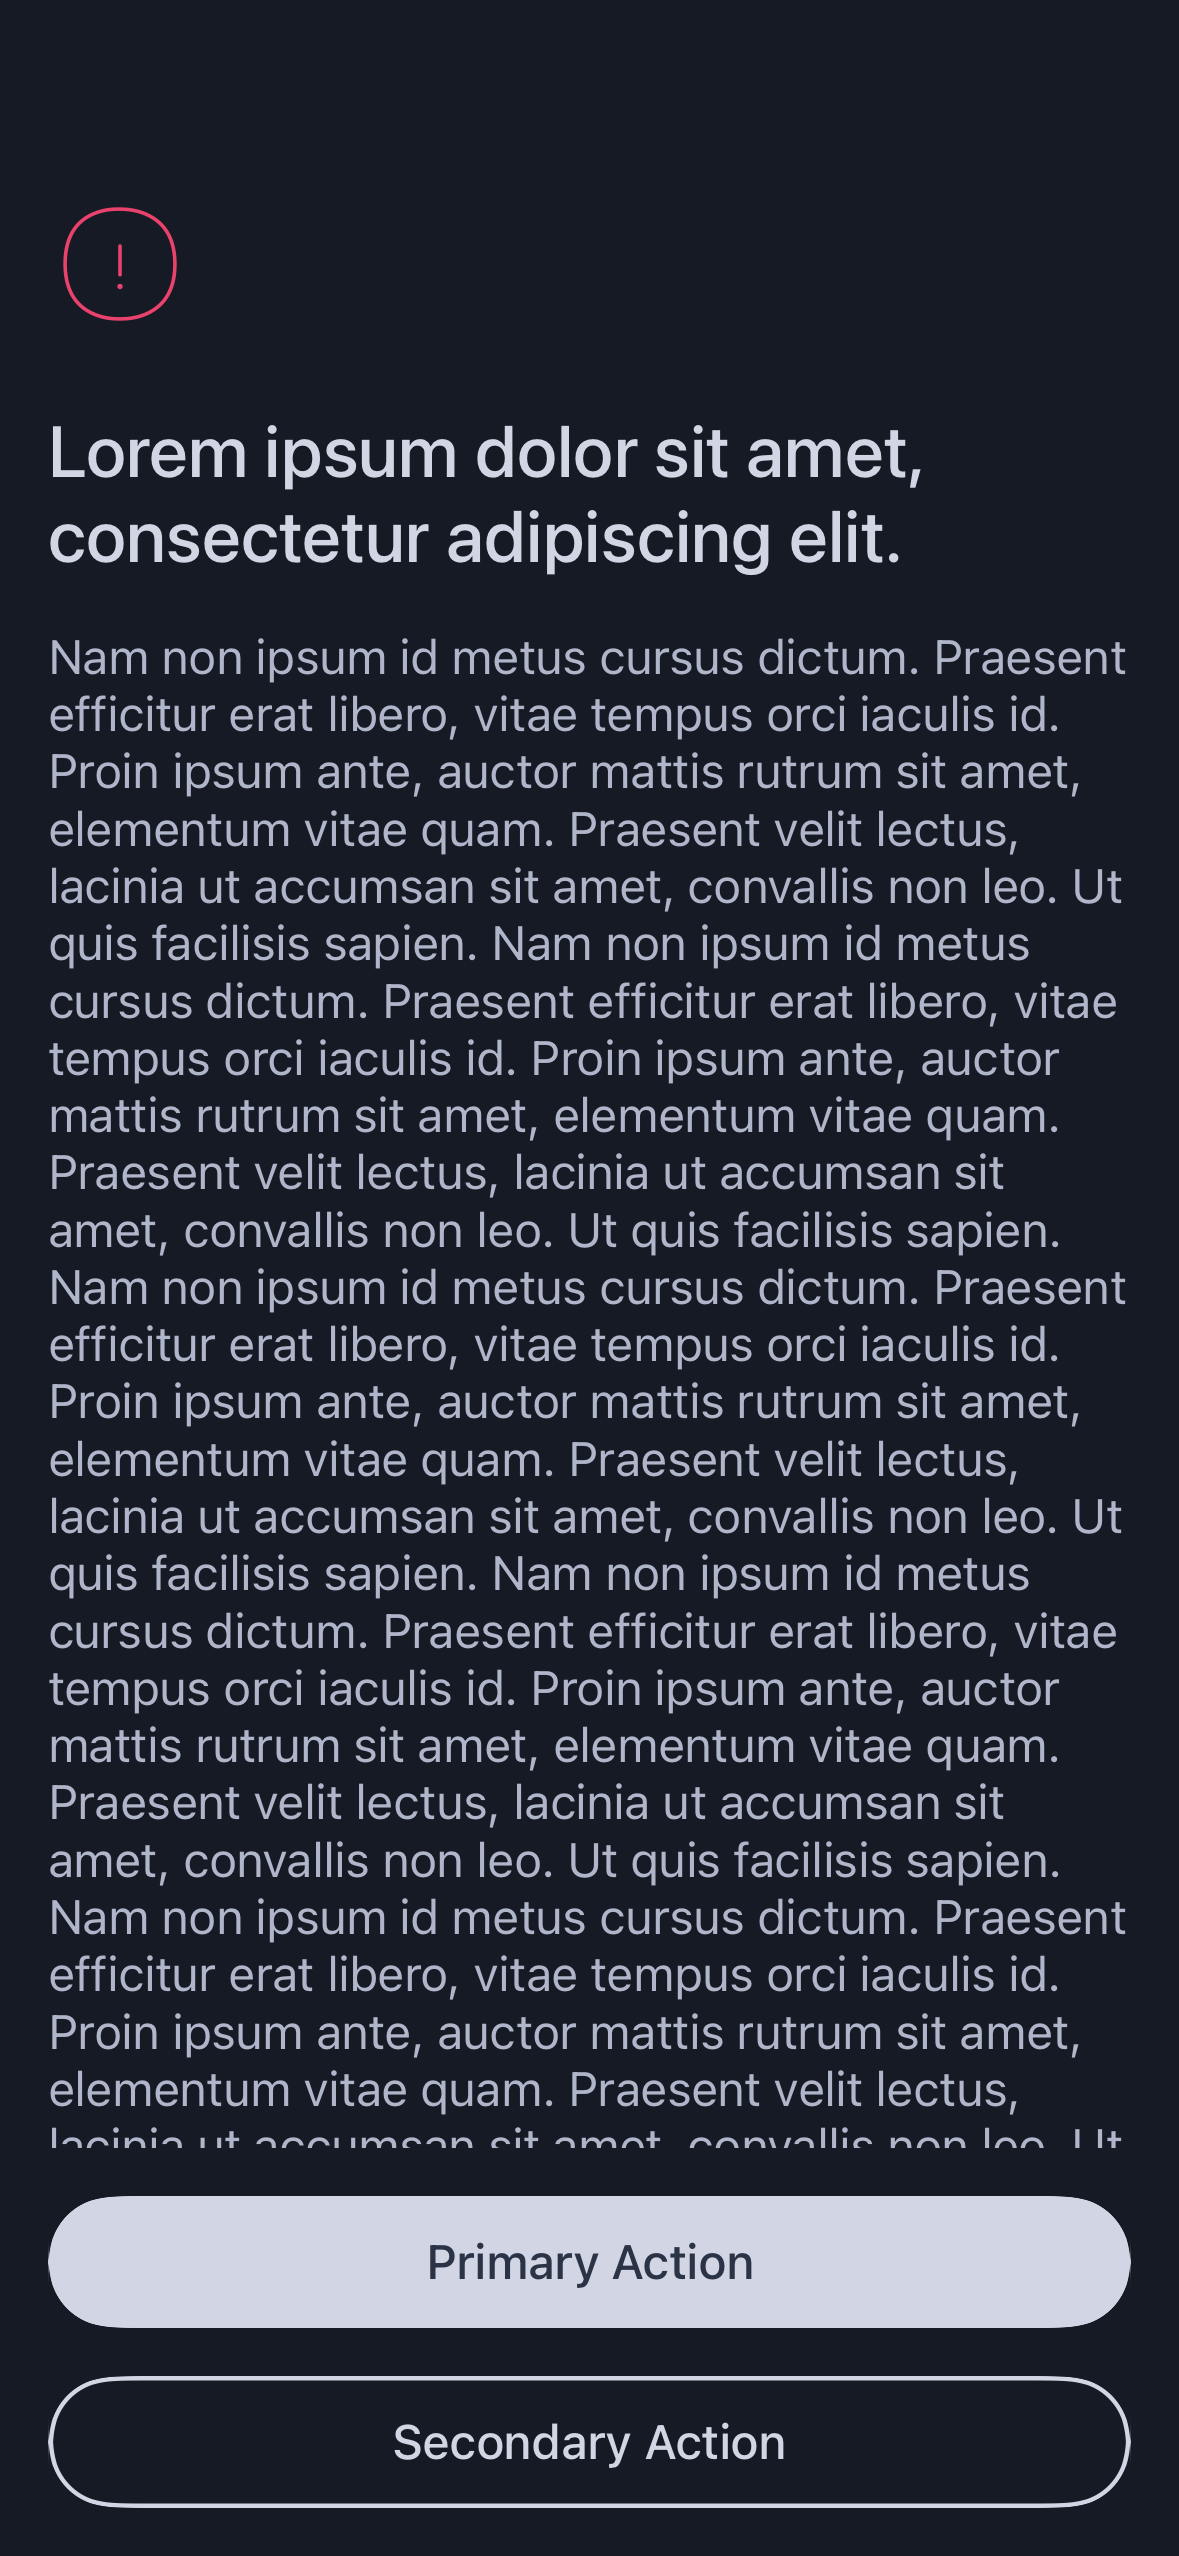 !
Lorem ipsum dolor sit amet,
consectetur adipiscing elit.
Nam non ipsum id metus cursus dictum. Praesent
efficitur erat libero, vitae tempus orci iaculis id.
Proin ipsum ante, auctor mattis rutrum sit amet,
elementum vitae quam. Praesent velit lectus,
lacinia ut accumsan sit amet, convallis non leo. Ut
quis facilisis sapien. Nam non ipsum id metus
cursus dictum. Praesent efficitur erat libero, vitae
tempus orci iaculis id. Proin ipsum ante, auctor
mattis rutrum sit amet, elementum vitae quam.
Praesent velit lectus, lacinia ut accumsan sit
amet, convallis non leo. Ut quis facilisis sapien.
Nam non ipsum id metus cursus dictum. Praesent
efficitur erat libero, vitae tempus orci iaculis id.
Proin ipsum ante, auctor mattis rutrum sit amet,
elementum vitae quam. Praesent velit lectus,
lacinia ut accumsan sit amet, convallis non leo. Ut
quis facilisis sapien. Nam non ipsum id metus
cursus dictum. Praesent efficitur erat libero, vitae
tempus orci iaculis id. Proin ipsum ante, auctor
mattis rutrum sit amet, elementum vitae quam.
Praesent velit lectus, lacinia ut accumsan sit
amet, convallis non leo. Ut quis facilisis sapien.
Nam non ipsum id metus cursus dictum. Praesent
efficitur erat libero, vitae tempus orci iaculis id.
Proin ipsum ante, auctor mattis rutrum sit amet,
elementum vitae quam. Praesent velit lectus,
lacinia ut accumsan sit amet, convallis non leo. Ut
Primary Action
Secondary Action